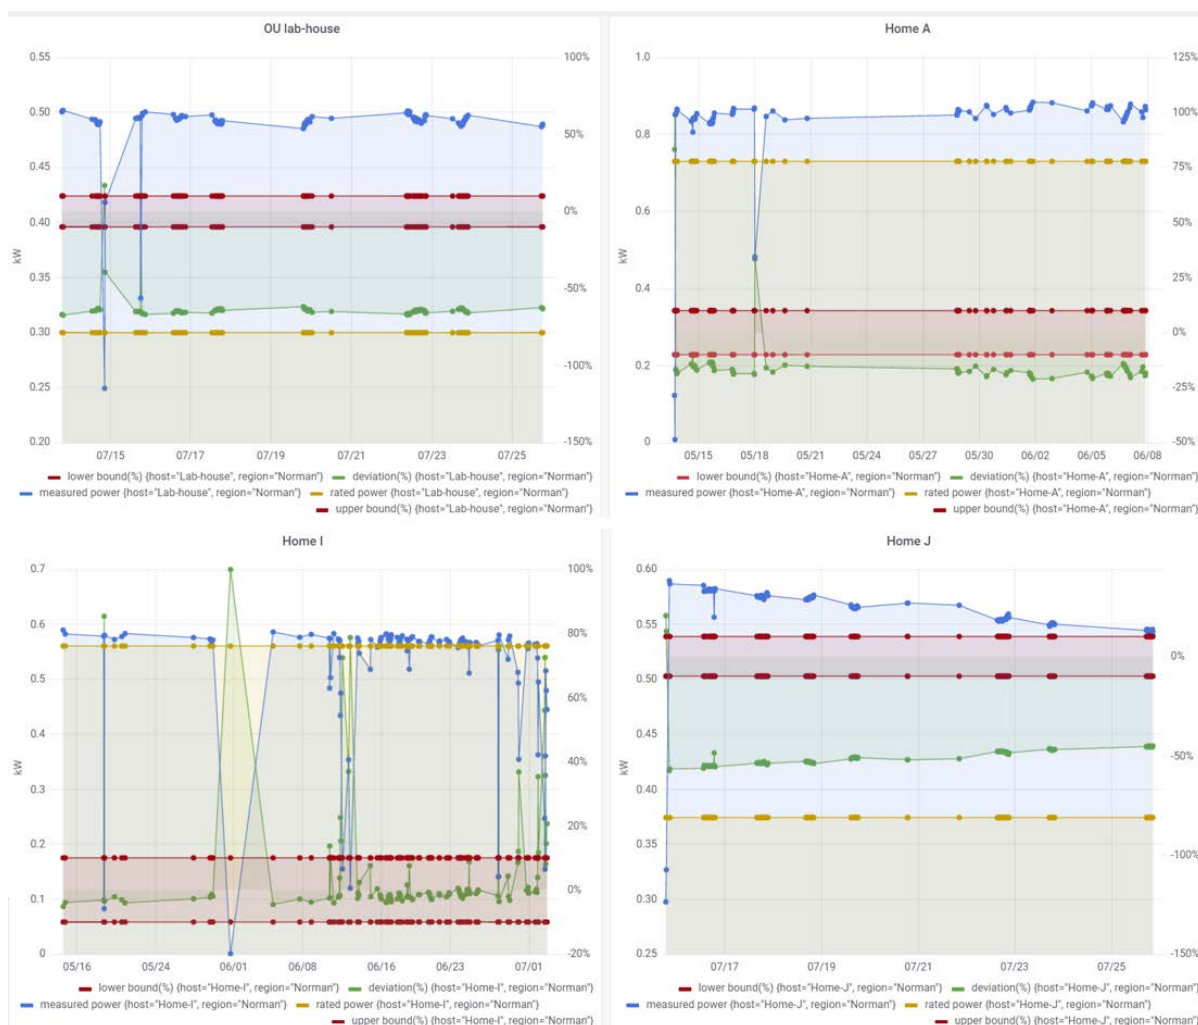 OU lab-house
0.55
0.50
0.45
0.40
0.35
0.30
0.25
0.20
kW
100%
50%
0%
-50%
-100%
-150%
07/15
07/17
07/19
07/21
07/23
07/25
lower bound(%) {host="Lab-house", region="Norman"}
deviation(%) {host="Lab-house", region="Norman"}
measured power {host="Lab-house", region="Norman"}
rated power {host="Lab-house", region="Norman"}
upper bound(%) {host="Lab-house", region="Norman"}
Home A
1.0
0.8
0.6
0.4
0.2
0
kW
125%
100%
75%
50%
25%
0%
-25%
-50%
05/15
05/18
05/21
05/24
05/27
05/30
06/02
06/05
06/08
lower bound(%) {host="Home-A", region="Norman"}
deviation(%) {host="Home-A", region="Norman"}
measured power {host="Home-A", region="Norman"}
rated power {host="Home-A", region="Norman"}
upper bound(%) {host="Home-A", region="Norman"}
Home I
0.7
0.6
0.5
0.4
0.3
0.2
0.1
0
kW
100%
80%
60%
40%
20%
0%
-20%
05/16
05/24
06/01
06/08
06/16
06/23
07/01
lower bound(%) {host="Home-I", region="Norman"}
deviation(%) {host="Home-I", region="Norman"}
measured power {host="Home-I", region="Norman"}
rated power {host="Home-I", region="Norman"}
upper bound(%) {host="Home-I", region="Norman"}
Home J
0.60
0.55
0.50
0.45
0.40
0.35
0.30
0.25
kW
0%
-50%
-100%
-150%
07/17
07/19
07/21
07/23
07/25
lower bound(%) {host="Home-J", region="Norman"}
deviation(%) {host="Home-J", region="Norman"}
measured power {host="Home-J", region="Norman"}
rated power {host="Home-J", region="Norman"}
upper bound(%) {host="Home-J", region="Norman"}